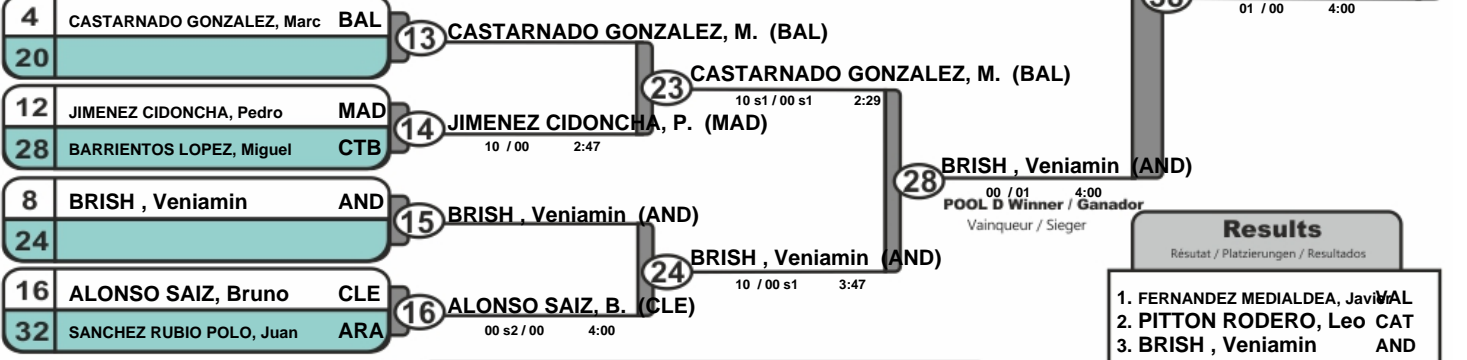 4 CASTARNADO GONZALEZ, Marc BAL
20
13 CASTARNADO GONZALEZ, M. (BAL)
12 JIMENEZ CIDONCHA, Pedro MAD
28 BARRIENTOS LOPEZ, Miguel CTB
14 JIMENEZ CIDONCHA, P. (MAD)
10 / 00 2:47
23 CASTARNADO GONZALEZ, M. (BAL)
10 s1 / 00 s1 2:29
8 BRISH , Veniamin AND
24
15 BRISH , Veniamin (AND)
16 ALONSO SAIZ, Bruno CLE
32 SANCHEZ RUBIO POLO, Juan ARA
16 ALONSO SAIZ, B. (CLE)
00 s2 / 00 4:00
24 BRISH , Veniamin (AND)
10 / 00 s1 3:47
28 BRISH , Veniamin (AND)
00 / 01 4:00
POOL D Winner / Ganador
Vainqueur / Sieger
01 / 00 4:00
Results
Résutat / Platzierungen / Resultados
1. FERNANDEZ MEDIALDEA, Javier VAL
2. PITTON RODERO, Leo CAT
3. BRISH , Veniamin AND